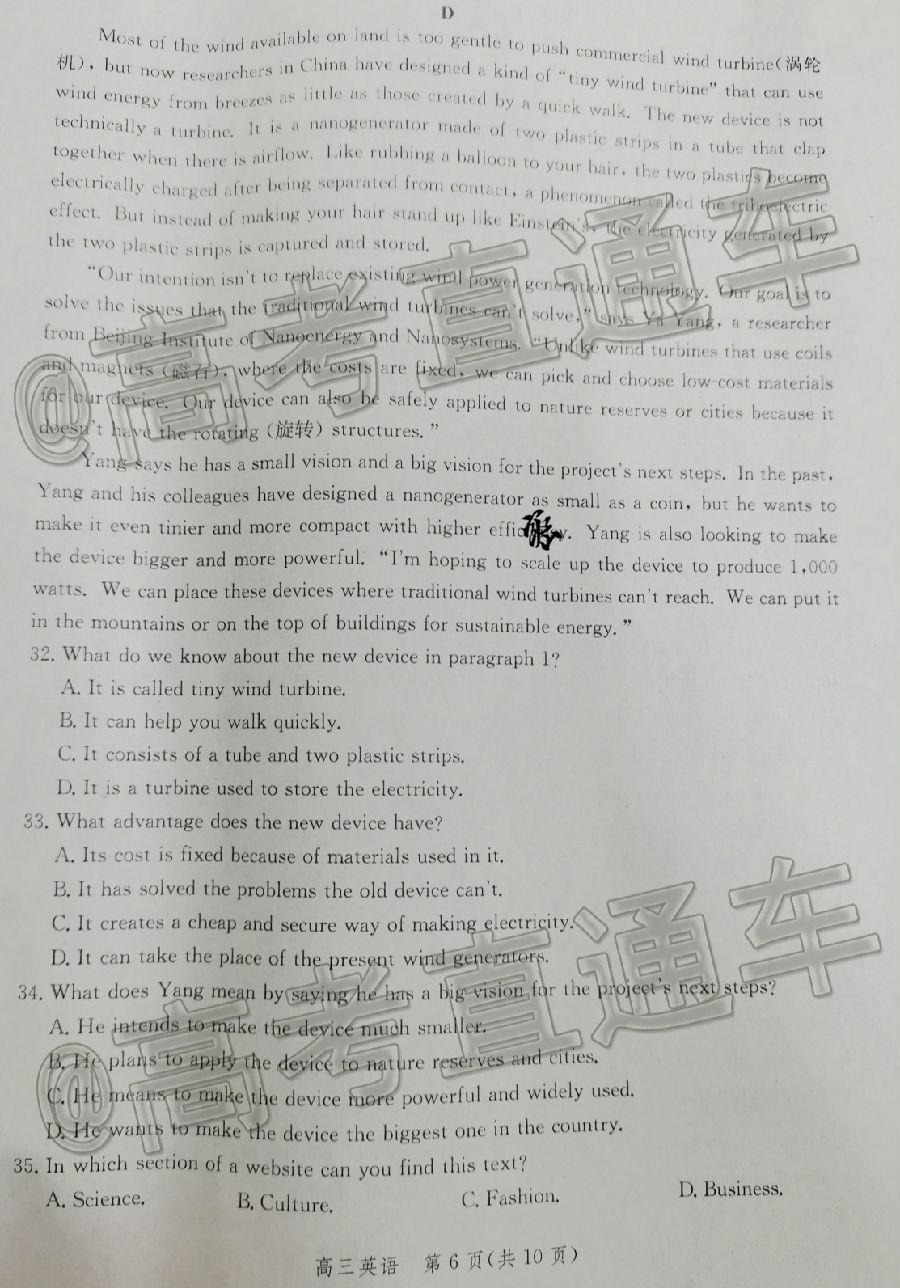 D
Most of the wind available on land is too gentle to push commercial wind turbine(涡轮
机), but now researchers in China have designed a kind of “tiny wind turbine” that can use
wind energy from breezes as little as those created by a quick walk. The new device is not
technically a turbine. It is a nanogenerator made of two plastic strips in a tube that clap
together when there is airflow. Like rubbing a balloon to your hair, the two plastics become
electrically charged after being separated from contact, a phenomenon called the triboelectric
effect. But instead of making your hair stand up like Einstein's, the electricity generated by
the two plastic strips is captured and stored.
“Our intention isn't to replace existing wind power generation technology. Our goal is to
solve the issues that the traditional wind turbines can't solve,” says Ya Yang, a researcher
from Beijing Institute of Nanoenergy and Nanosystems. “Unlike wind turbines that use coils
and magnets (磁石), where the costs are fixed, we can pick and choose low-cost materials
for our device. Our device can also be safely applied to nature reserves or cities because it
doesn't have the rotating (旋转) structures.”
Yang says he has a small vision and a big vision for the project's next steps. In the past,
Yang and his colleagues have designed a nanogenerator as small as a coin, but he wants to
make it even tinier and more compact with higher efficiency. Yang is also looking to make
the device bigger and more powerful. “I'm hoping to scale up the device to produce 1,000
watts. We can place these devices where traditional wind turbines can't reach. We can put it
in the mountains or on the top of buildings for sustainable energy.”
32. What do we know about the new device in paragraph 1?
A. It is called tiny wind turbine.
B. It can help you walk quickly.
C. It consists of a tube and two plastic strips.
D. It is a turbine used to store the electricity.
33. What advantage does the new device have?
A. Its cost is fixed because of materials used in it.
B. It has solved the problems the old device can't.
C. It creates a cheap and secure way of making electricity.
D. It can take the place of the present wind generators.
34. What does Yang mean by saying he has a big vision for the project's next steps?
A. He intends to make the device much smaller.
B. He plans to apply the device to nature reserves and cities.
C. He means to make the device more powerful and widely used.
D. He wants to make the device the biggest one in the country.
35. In which section of a website can you find this text?
A. Science. B. Culture. C. Fashion. D. Business.
高三英语 第6页(共10页)
@高考直通车
@高考直通车